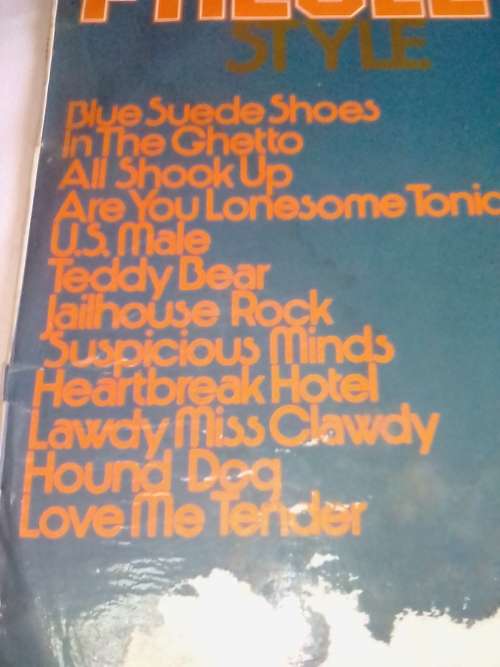 STYLE
Blue Suede Shoes
In The Ghetto
All Shook Up
Are You Lonesome
U.S. Male
Teddy Bear
Jailhouse Rock
Suspicious Minds
Heartbreak Hotel
Lawdy Miss Clawdy
Hound Dog
Love Me Tender